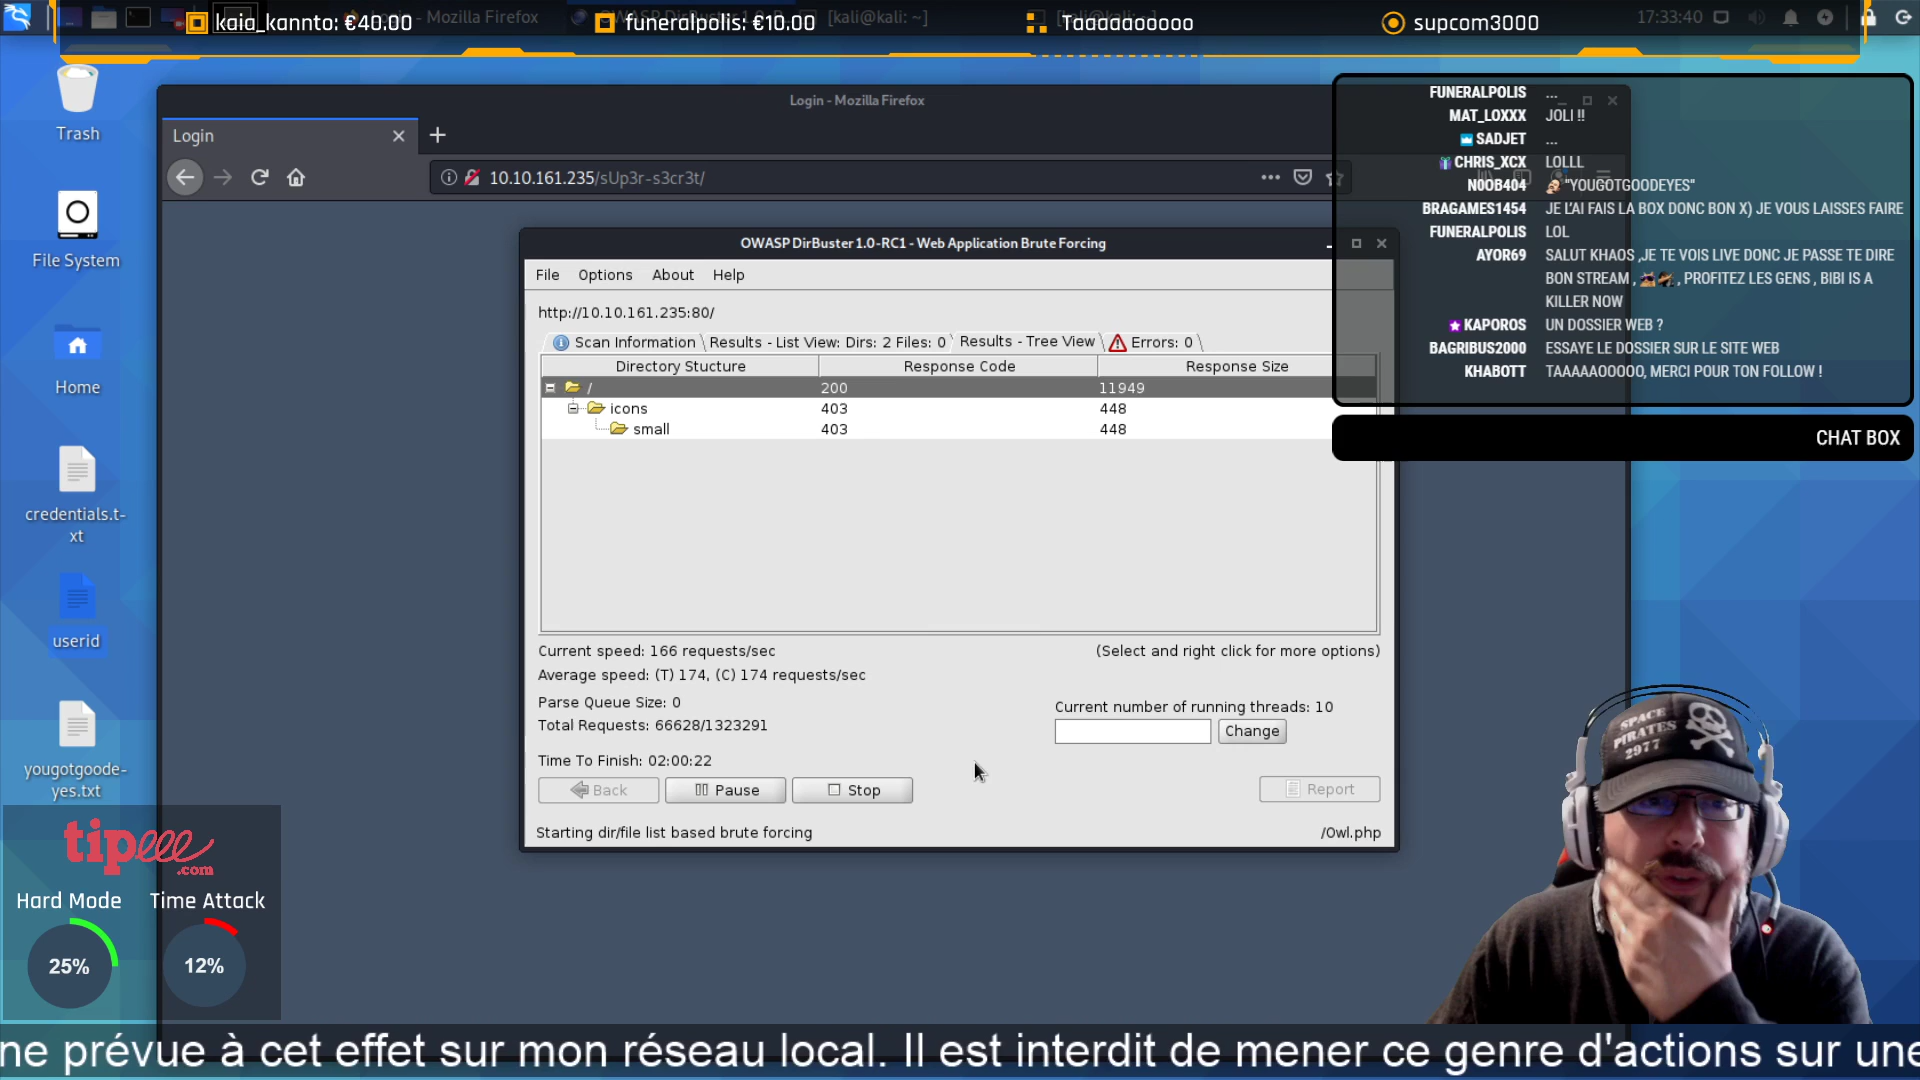 kaia_kannto: €40.00
funeralpolis: €10.00
Taaaaaooooo
supcom3000
Login - Mozilla Firefox
[kali@kali: ~]
17:33:40
Trash
File System
Home
credentials.t-
xt
userid
yougotgoode-
yes.txt
Login - Mozilla Firefox
Login
10.10.161.235/sUp3r-s3cr3t/
OWASP DirBuster 1.0-RC1 - Web Application Brute Forcing
File Options About Help
http://10.10.161.235:80/
Scan Information
Results - List View: Dirs: 2 Files: 0
Results - Tree View
Errors: 0
Directory Stucture Response Code Response Size
/ 200 11949
icons 403 448
small 403 448
Current speed: 166 requests/sec
(Select and right click for more options)
Average speed: (T) 174, (C) 174 requests/sec
Parse Queue Size: 0
Total Requests: 66628/1323291
Current number of running threads: 10
Change
Time To Finish: 02:00:22
Back
Pause
Stop
Report
Starting dir/file list based brute forcing
/Owl.php
FUNERALPOLIS ...
MAT_LOXXX JOLI !!
SADJET ...
CHRIS_XCX LOLLL
N00B404 "YOUGOTGOODEYES"
BRAGAMES1454 JE L'AI FAIS LA BOX DONC BON X) JE VOUS LAISSES FAIRE
FUNERALPOLIS LOL
AYOR69 SALUT KHAOS ,JE TE VOIS LIVE DONC JE PASSE TE DIRE
BON STREAM , , PROFITEZ LES GENS , BIBI IS A
KILLER NOW
KAPOROS UN DOSSIER WEB ?
BAGRIBUS2000 ESSAYE LE DOSSIER SUR LE SITE WEB
KHABOTT TAAAAAOOOOO, MERCI POUR TON FOLLOW !
CHAT BOX
SPACE
PIRATES
2977
tipeee
.com
Hard Mode
Time Attack
25%
12%
ne prévue à cet effet sur mon réseau local. Il est interdit de mener ce genre d'actions sur une